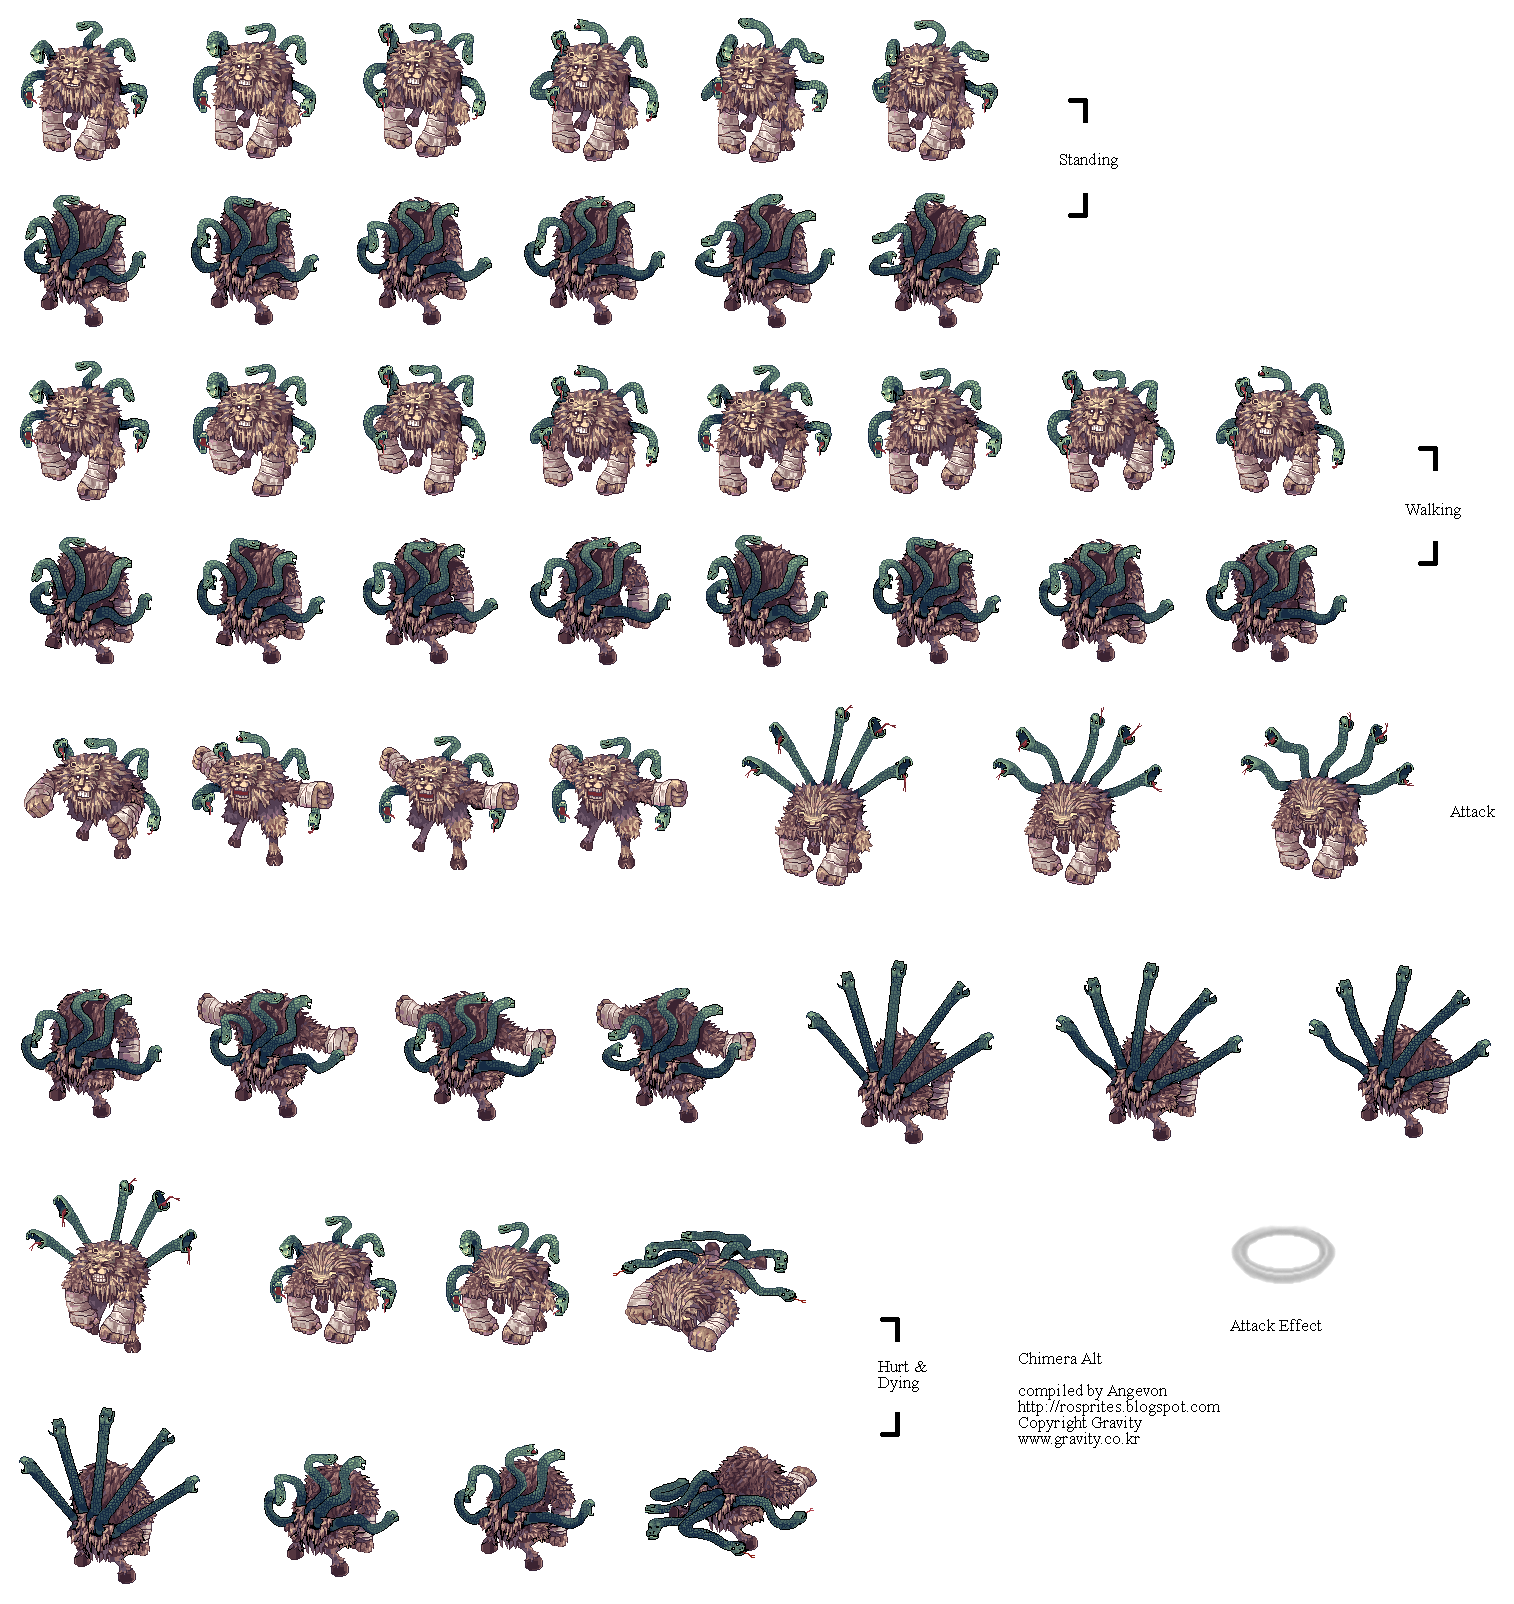 Standing
Walking
Attack
Attack Effect
Hurt &
Dying
Chimera Alt
compiled by Angevon
http://rosprites.blogspot.com
Copyright Gravity
www.gravity.co.kr